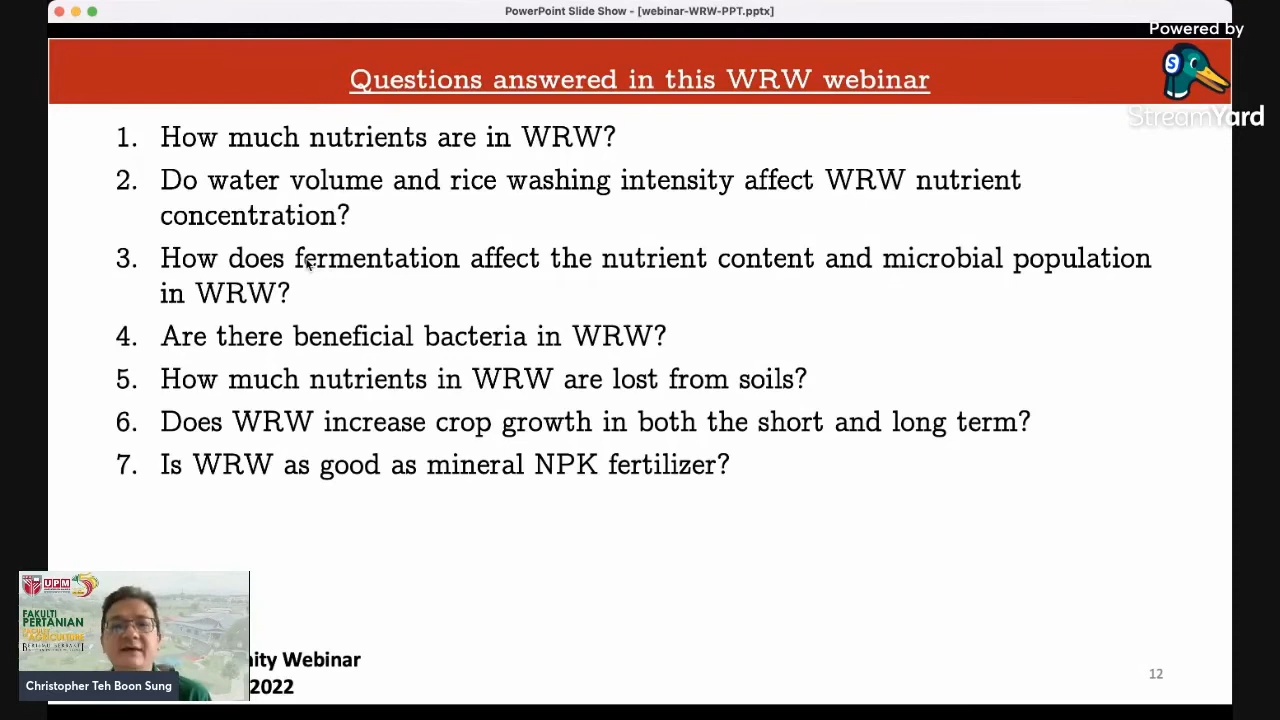 PowerPoint Slide Show - [webinar-WRW-PPT.pptx]
Powered by
S
StreamYard
Questions answered in this WRW webinar
1. How much nutrients are in WRW?
2. Do water volume and rice washing intensity affect WRW nutrient
concentration?
3. How does fermentation affect the nutrient content and microbial population
in WRW?
4. Are there beneficial bacteria in WRW?
5. How much nutrients in WRW are lost from soils?
6. Does WRW increase crop growth in both the short and long term?
7. Is WRW as good as mineral NPK fertilizer?
UPM
FAKULTI
PERTANIAN
Christopher Teh Boon Sung
nity Webinar
2022
12